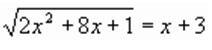 √(2x² + 8x + 1) = x + 3